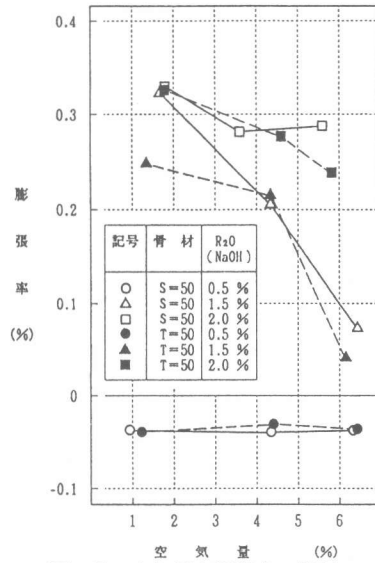 0.4
0.3
0.2
0.1
0
-0.1
膨
張
率
(%)
記号 骨 材 R₂O (NaOH)
○ S=50 0.5 %
△ S=50 1.5 %
□ S=50 2.0 %
● T=50 0.5 %
▲ T=50 1.5 %
■ T=50 2.0 %
1 2 3 4 5 6
空 気 量 (%)